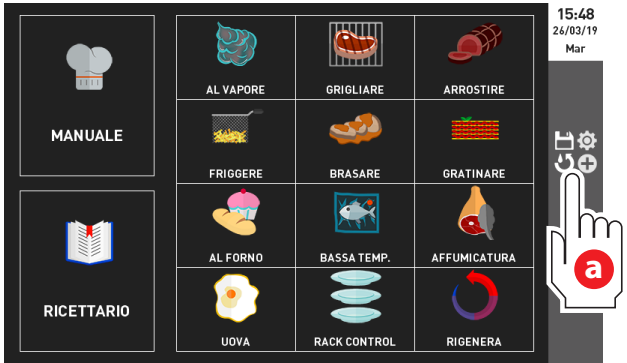 15:48
26/03/19
Mar
MANUALE
RICETTARIO
AL VAPORE
GRIGLIARE
ARROSTIRE
FRIGGERE
BRASARE
GRATINARE
AL FORNO
BASSA TEMP.
AFFUMICATURA
UOVA
RACK CONTROL
RIGENERA
a